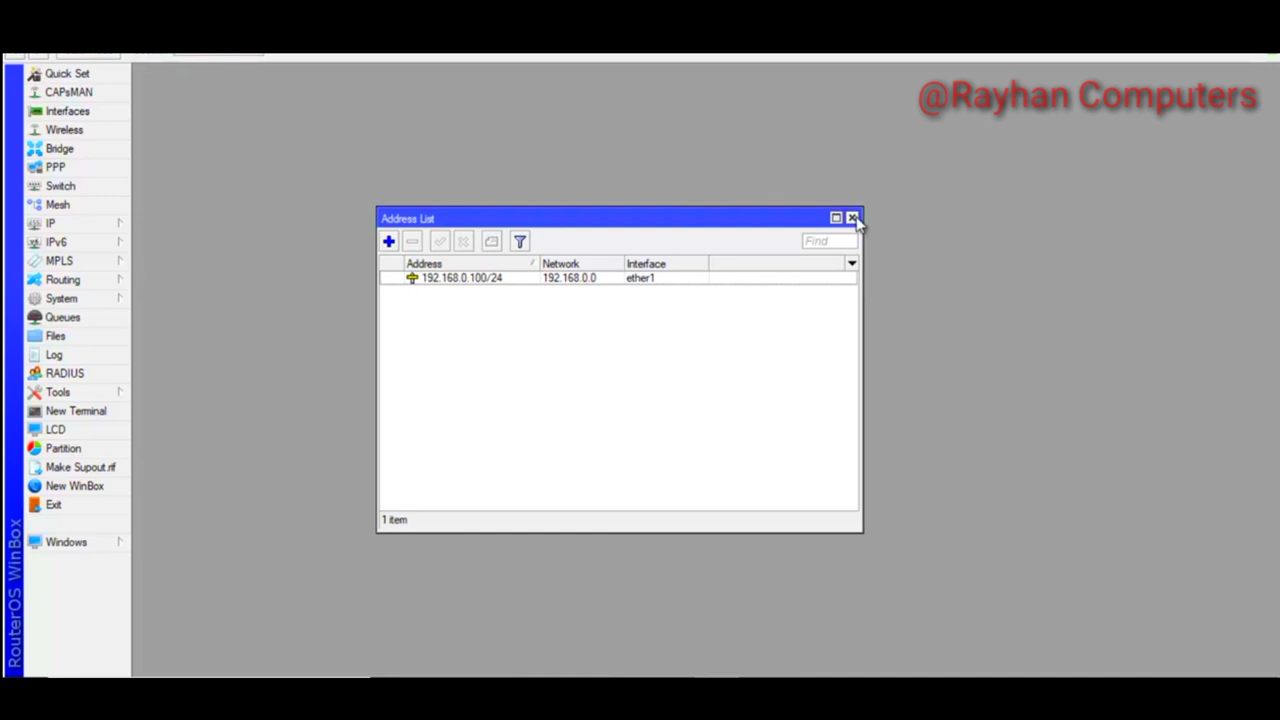 @Rayhan Computers
Quick Set
CAPsMAN
Interfaces
Wireless
Bridge
PPP
Switch
Mesh
IP
IPv6
MPLS
Routing
System
Queues
Files
Log
RADIUS
Tools
New Terminal
LCD
Partition
Make Supout.rif
New WinBox
Exit
Windows
RouterOS WinBox
Address List
Find
Address Network Interface
192.168.0.100/24 192.168.0.0 ether1
1 item